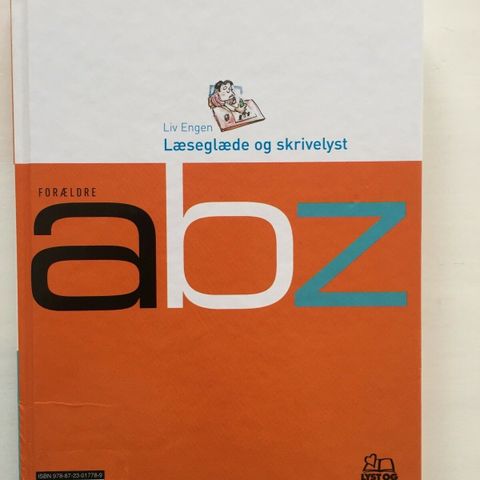 Liv Engen
Læseglæde og skrivelyst
FORÆLDRE
abz
ISBN 978-87-23-01778-9
LYST OG